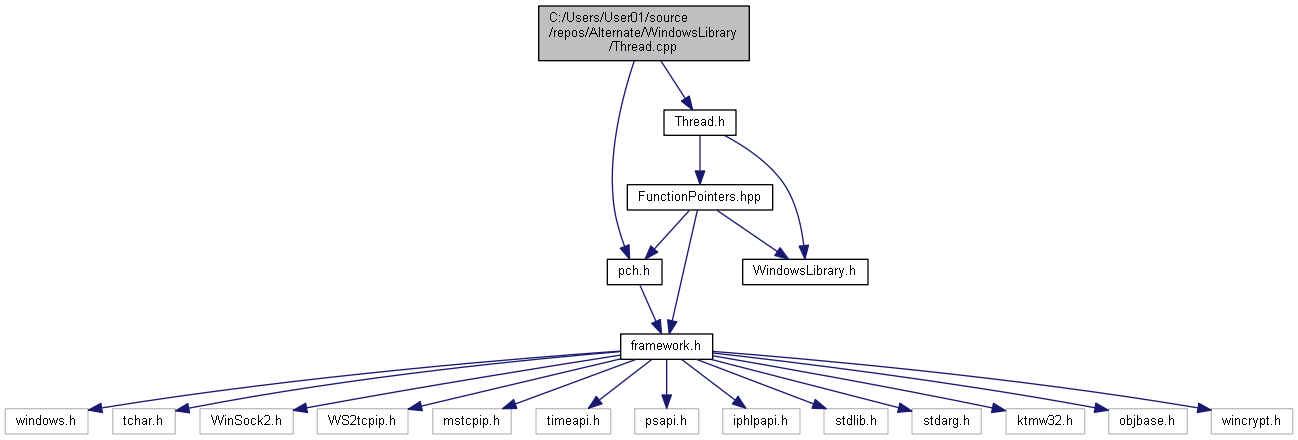 C:/Users/User01/source
/repos/Alternate/WindowsLibrary
/Thread.cpp
Thread.h
FunctionPointers.hpp
pch.h
WindowsLibrary.h
framework.h
windows.h
tchar.h
WinSock2.h
WS2tcpip.h
mstcpip.h
timeapi.h
psapi.h
iphlpapi.h
stdlib.h
stdarg.h
ktmw32.h
objbase.h
wincrypt.h